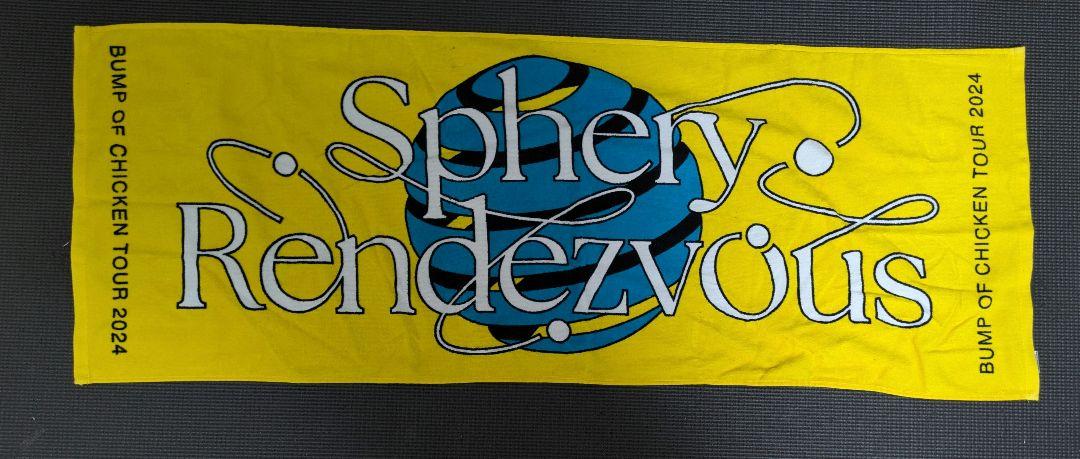 BUMP OF CHICKEN TOUR 2024
Sphery
Rendezvous
BUMP OF CHICKEN TOUR 2024